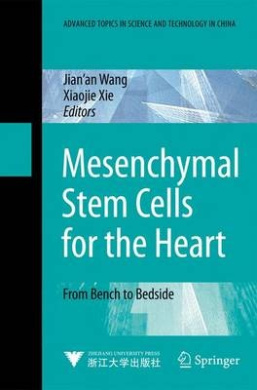 ADVANCED TOPICS IN SCIENCE AND TECHNOLOGY IN CHINA
Jian'an Wang
Xiaojie Xie
Editors
Mesenchymal
Stem Cells
for the Heart
From Bench to Bedside
ZHEJIANG UNIVERSITY PRESS
浙江大学出版社
Springer